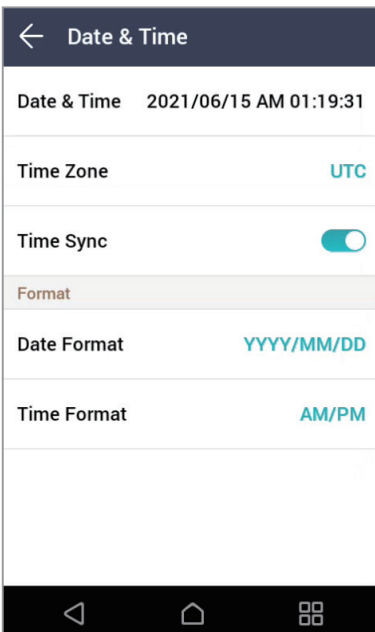 Date & Time
Date & Time 2021/06/15 AM 01:19:31
Time Zone UTC
Time Sync
Format
Date Format YYYY/MM/DD
Time Format AM/PM